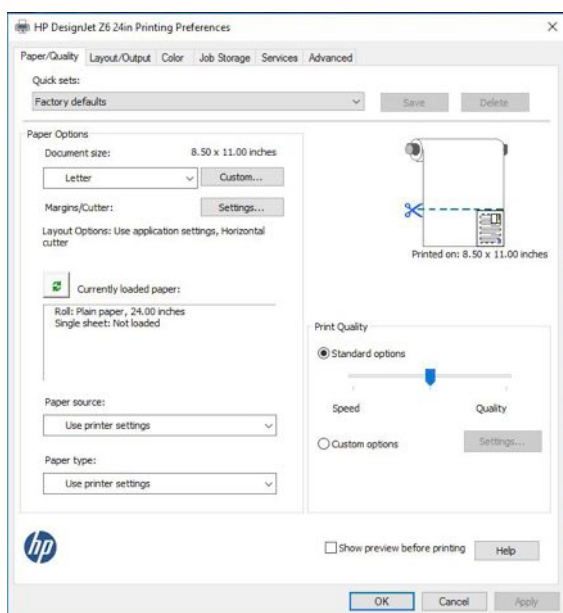 HP DesignJet Z6 24in Printing Preferences
Paper/Quality Layout/Output Color Job Storage Services Advanced
Quick sets:
Factory defaults
Save Delete
Paper Options
Document size: 8.50 x 11.00 inches
Letter Custom...
Margins/Cutter: Settings...
Layout Options: Use application settings, Horizontal
cutter
Currently loaded paper:
Roll: Plain paper, 24.00 inches
Single sheet: Not loaded
Paper source:
Use printer settings
Paper type:
Use printer settings
Printed on: 8.50 x 11.00 inches
Print Quality
Standard options
Speed Quality
Custom options Settings...
hp
Show preview before printing Help
OK Cancel Apply